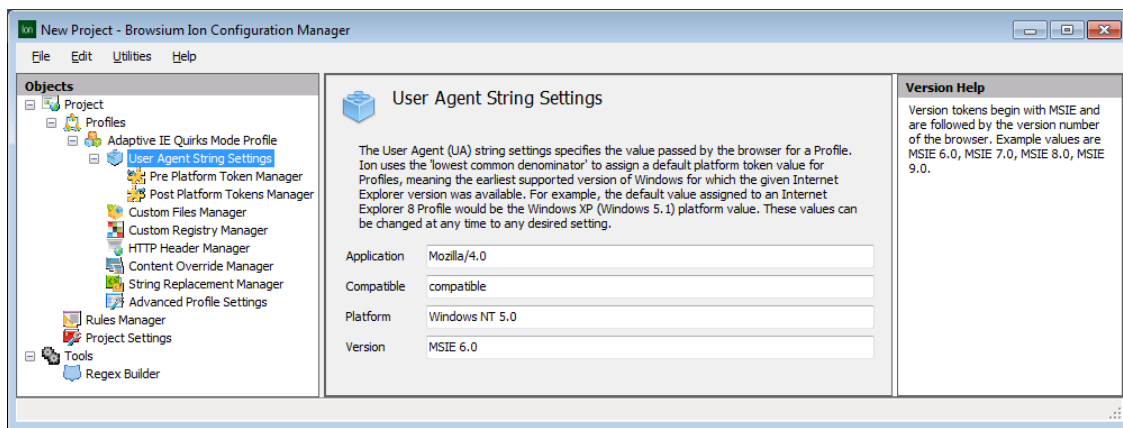 Ion New Project - Browsium Ion Configuration Manager
File Edit Utilities Help
Objects
Project
Profiles
Adaptive IE Quirks Mode Profile
User Agent String Settings
Pre Platform Token Manager
Post Platform Tokens Manager
Custom Files Manager
Custom Registry Manager
HTTP Header Manager
Content Override Manager
String Replacement Manager
Advanced Profile Settings
Rules Manager
Project Settings
Tools
Regex Builder
User Agent String Settings
The User Agent (UA) string settings specifies the value passed by the browser for a Profile.
Ion uses the 'lowest common denominator' to assign a default platform token value for
Profiles, meaning the earliest supported version of Windows for which the given Internet
Explorer version was available. For example, the default value assigned to an Internet
Explorer 8 Profile would be the Windows XP (Windows 5.1) platform value. These values can
be changed at any time to any desired setting.
Application Mozilla/4.0
Compatible compatible
Platform Windows NT 5.0
Version MSIE 6.0
Version Help
Version tokens begin with MSIE and
are followed by the version number
of the browser. Example values are
MSIE 6.0, MSIE 7.0, MSIE 8.0, MSIE
9.0.